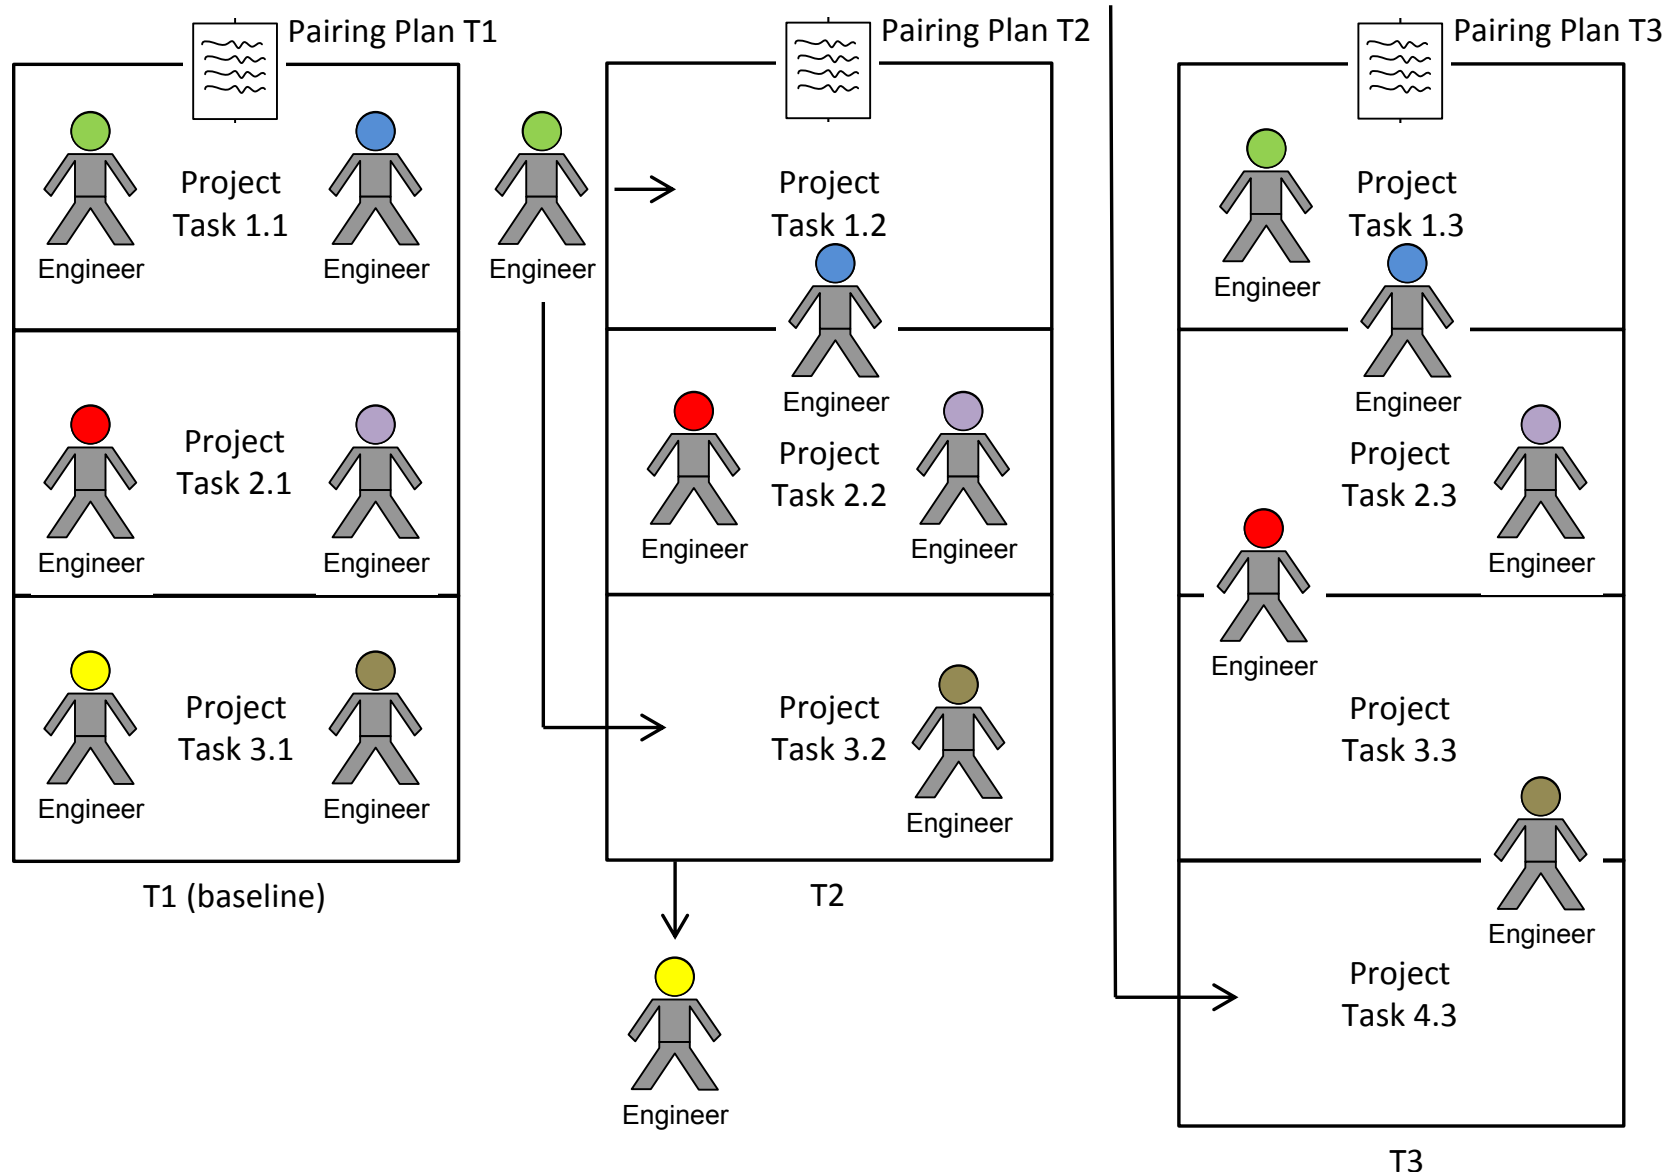 Pairing Plan T1
Project
Task 1.1
Engineer
Engineer
Project
Task 2.1
Engineer
Engineer
Project
Task 3.1
Engineer
Engineer
T1 (baseline)
Engineer
Pairing Plan T2
Project
Task 1.2
Engineer
Project
Task 2.2
Engineer
Engineer
Project
Task 3.2
Engineer
T2
Engineer
Pairing Plan T3
Project
Task 1.3
Engineer
Engineer
Project
Task 2.3
Engineer
Engineer
Project
Task 3.3
Engineer
Project
Task 4.3
T3